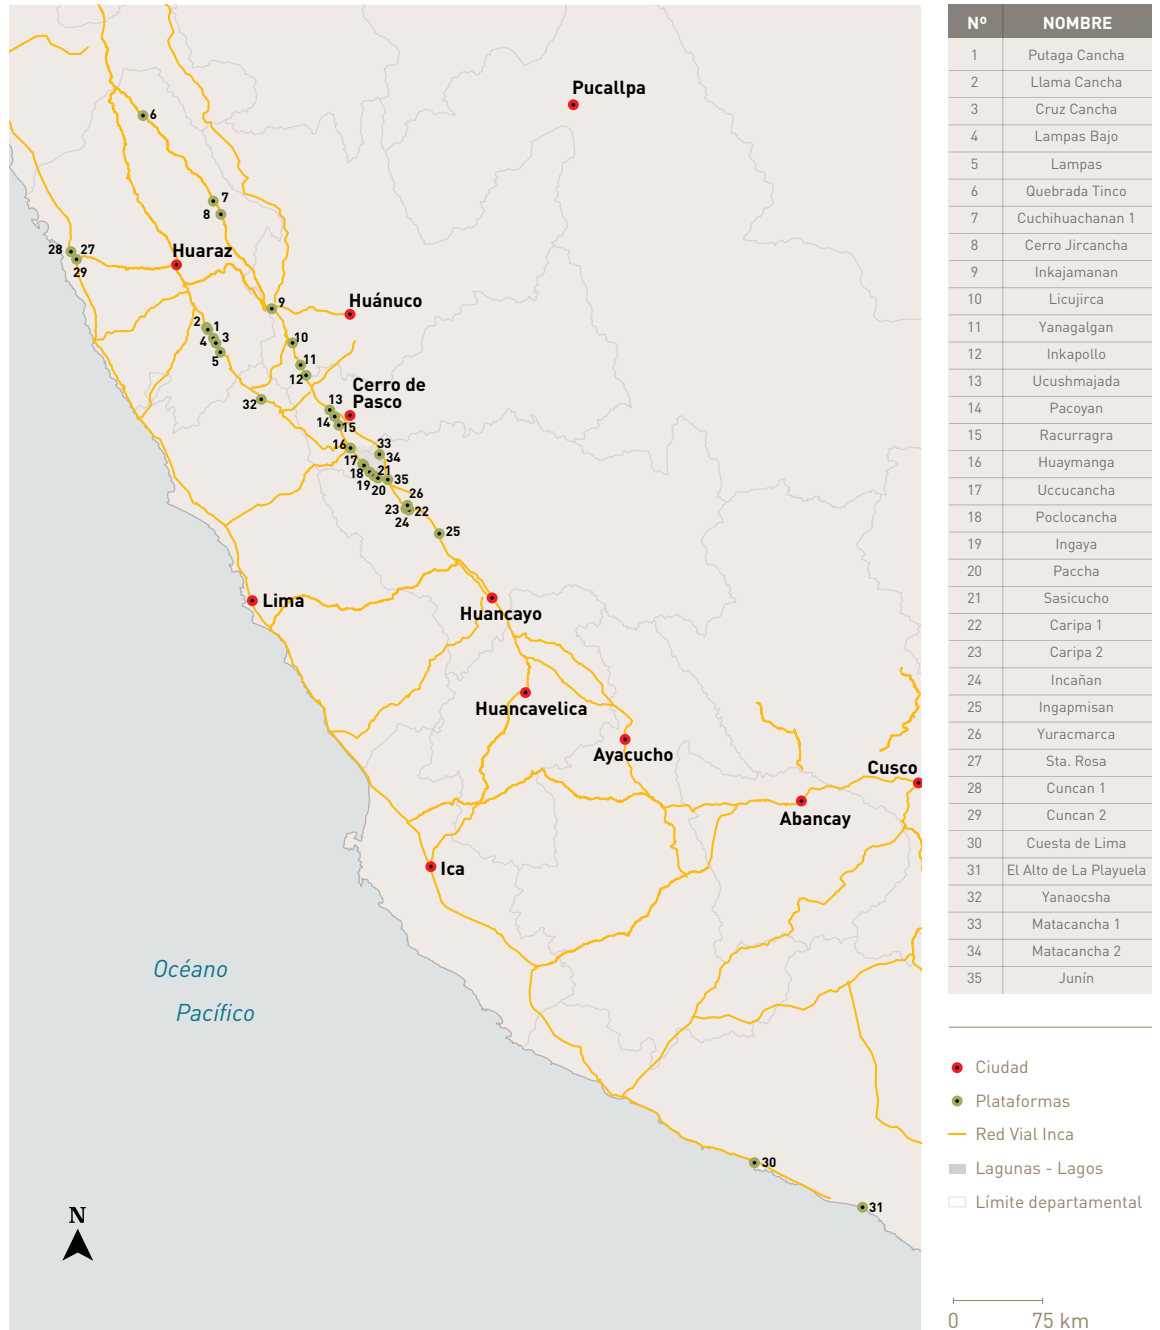 Pucallpa
6
7
8
28
27
29
Huaraz
9
Huánuco
2
1
4
3
5
10
11
12
32
Cerro de
Pasco
13
14
15
16
33
34
17
18
21
35
19
20
26
23
22
24
25
Lima
Huancayo
Huancavelica
Ayacucho
Cusco
Abancay
Ica
Océano
Pacífico
30
31
N
Nº NOMBRE
1 Putaga Cancha
2 Llama Cancha
3 Cruz Cancha
4 Lampas Bajo
5 Lampas
6 Quebrada Tinco
7 Cuchihuachanan 1
8 Cerro Jircancha
9 Inkajamanan
10 Licujirca
11 Yanagalgan
12 Inkapollo
13 Ucushmajada
14 Pacoyan
15 Racurragra
16 Huaymanga
17 Uccucancha
18 Poclocancha
19 Ingaya
20 Paccha
21 Sasicucho
22 Caripa 1
23 Caripa 2
24 Incañan
25 Ingapmisan
26 Yuracmarca
27 Sta. Rosa
28 Cuncan 1
29 Cuncan 2
30 Cuesta de Lima
31 El Alto de La Playuela
32 Yanaocsha
33 Matacancha 1
34 Matacancha 2
35 Junín
Ciudad
Plataformas
Red Vial Inca
Lagunas - Lagos
Límite departamental
0 75 km